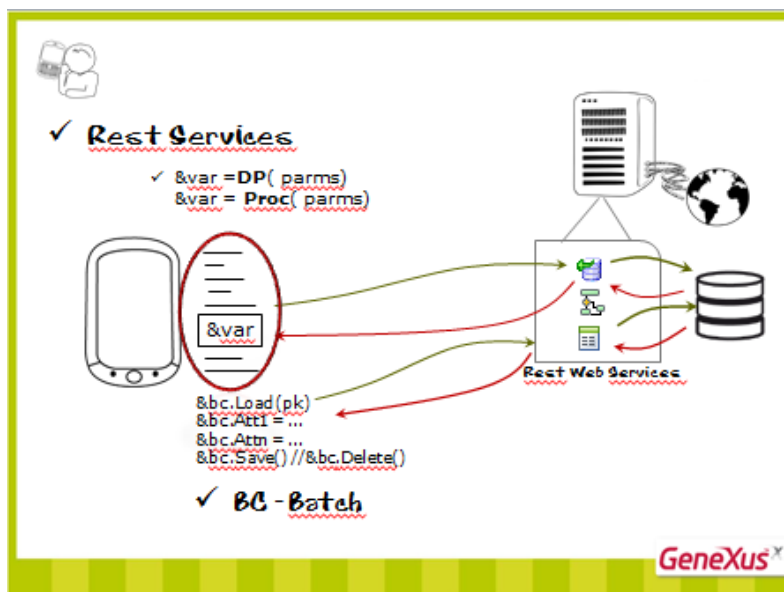 ✓ Rest Services
✓ &var =DP( parms)
&var = Proc( parms)
&var
Rest Web Services
&bc.Load(pk)
&bc.Att1 = ...
&bc.Attn = ...
&bc.Save() //&bc.Delete()
✓ BC - Batch
GeneXus X